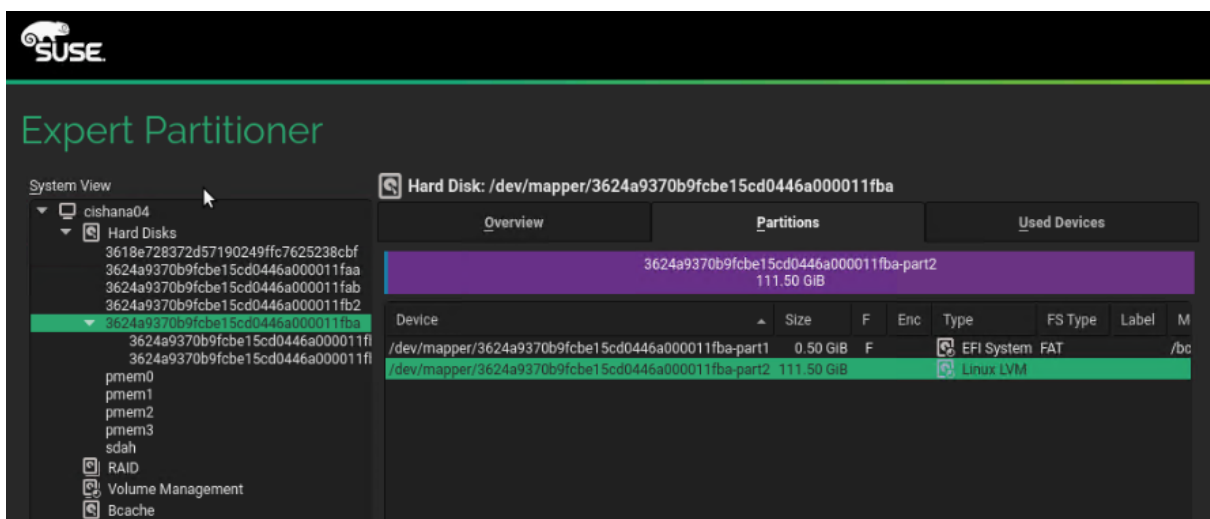 SUSE.
Expert Partitioner
System View
cishana04
Hard Disks
3618e728372d57190249ffc7625238cbf
3624a9370b9fcbe15cd0446a000011faa
3624a9370b9fcbe15cd0446a000011fab
3624a9370b9fcbe15cd0446a000011fb2
3624a9370b9fcbe15cd0446a000011fba
3624a9370b9fcbe15cd0446a000011f
3624a9370b9fcbe15cd0446a000011f
pmem0
pmem1
pmem2
pmem3
sdah
RAID
Volume Management
Bcache
Hard Disk: /dev/mapper/3624a9370b9fcbe15cd0446a000011fba
Overview Partitions Used Devices
3624a9370b9fcbe15cd0446a000011fba-part2
111.50 GiB
Device Size F Enc Type FS Type Label M
/dev/mapper/3624a9370b9fcbe15cd0446a000011fba-part1 0.50 GiB F EFI System FAT /bo
/dev/mapper/3624a9370b9fcbe15cd0446a000011fba-part2 111.50 GiB Linux LVM